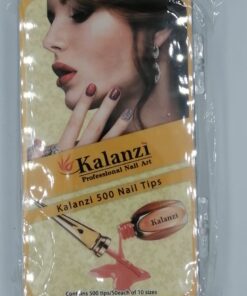 Kalanzi
Professional Nail Art
Kalanzi 500 Nail Tips
Kalanzi
Contains 500 tips/50each of 10 sizes